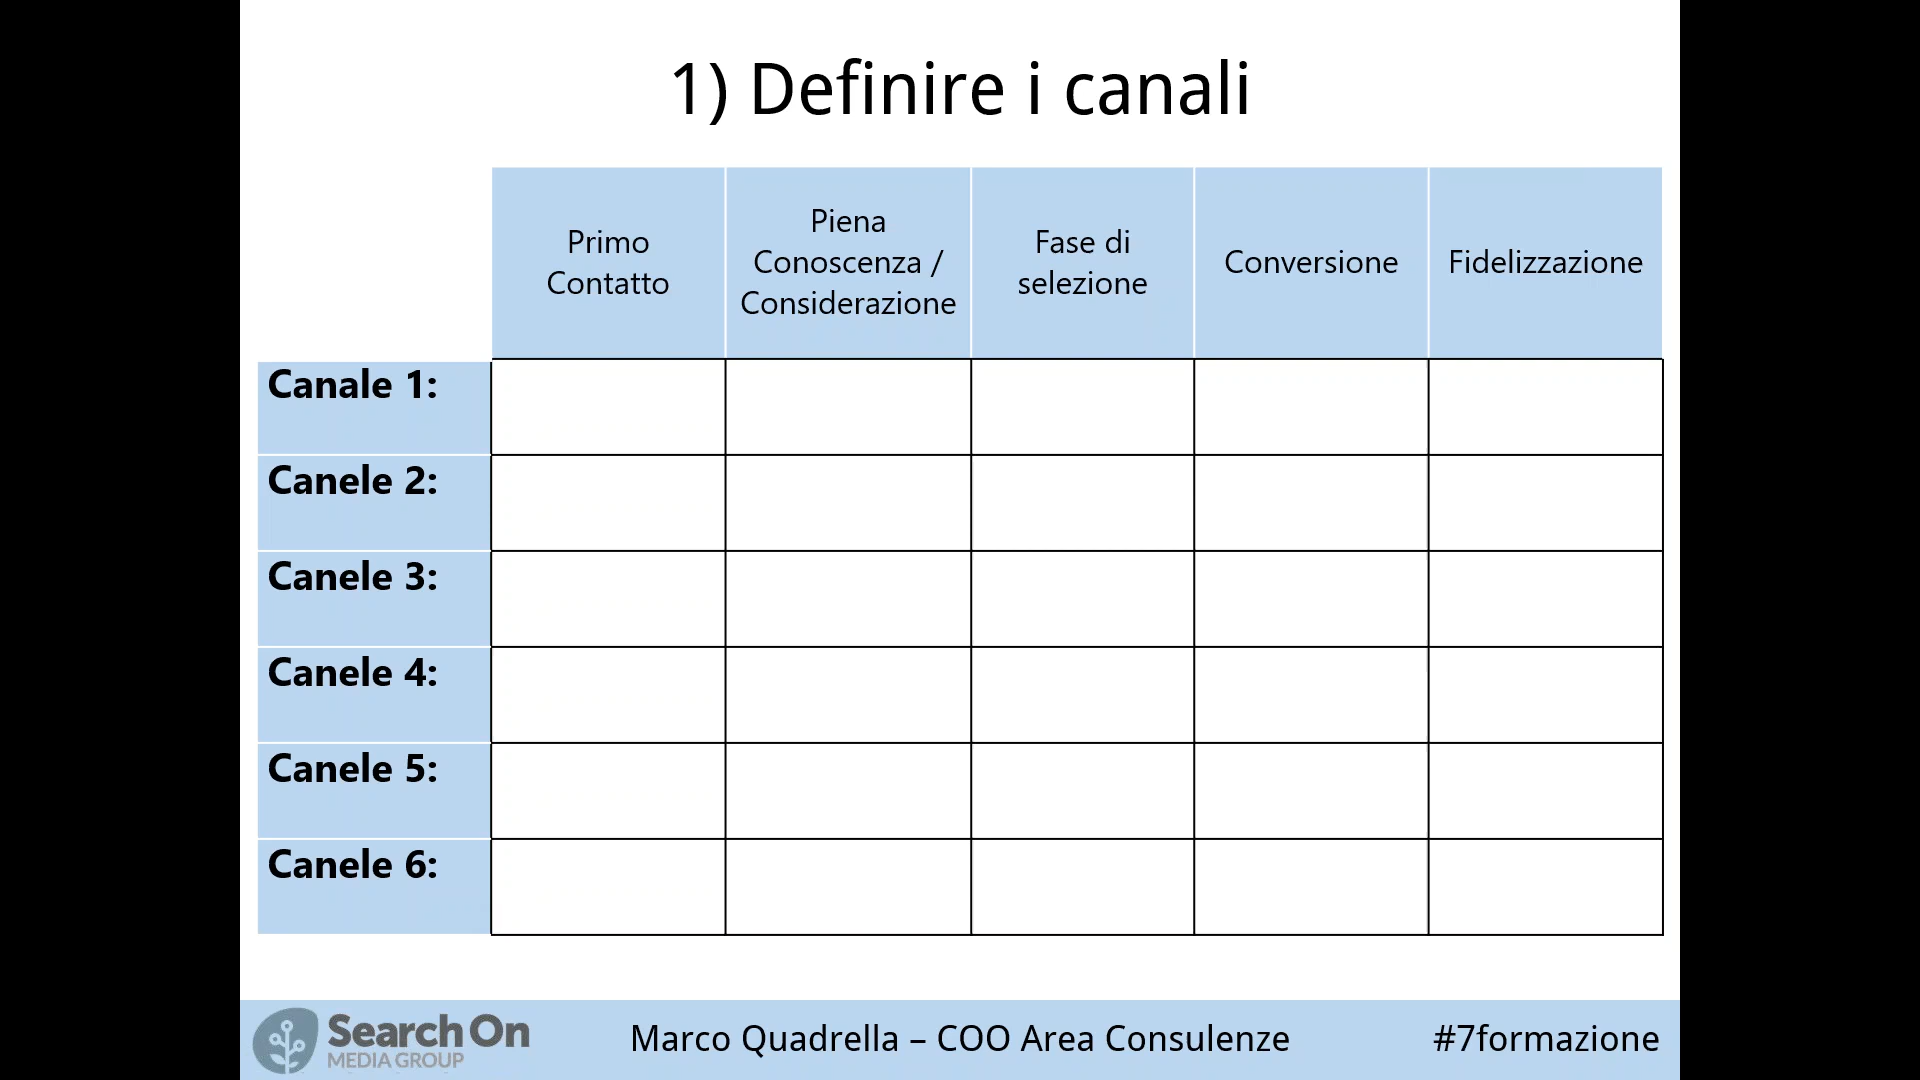 1) Definire i canali
Primo
Contatto
Piena
Conoscenza /
Considerazione
Fase di
selezione
Conversione
Fidelizzazione
Canale 1:
Canele 2:
Canele 3:
Canele 4:
Canele 5:
Canele 6:
Search On
MEDIA GROUP
Marco Quadrella – COO Area Consulenze
#7formazione